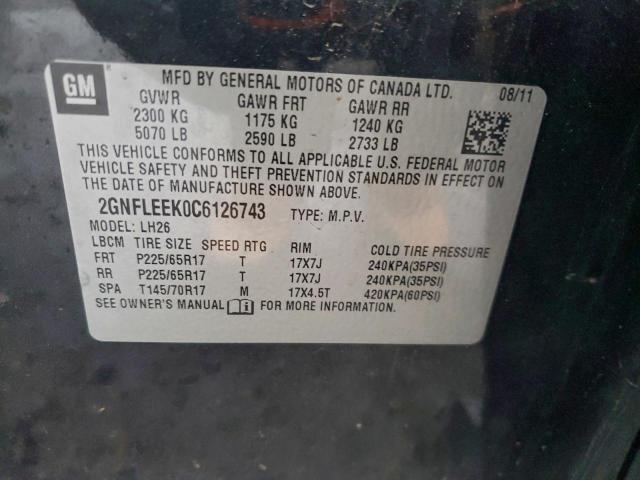 GM
MFD BY GENERAL MOTORS OF CANADA LTD. 08/11
GVWR GAWR FRT GAWR RR
2300 KG 1175 KG 1240 KG
5070 LB 2590 LB 2733 LB
THIS VEHICLE CONFORMS TO ALL APPLICABLE U.S. FEDERAL MOTOR
VEHICLE SAFETY AND THEFT PREVENTION STANDARDS IN EFFECT ON
THE DATE OF MANUFACTURE SHOWN ABOVE.
2GNFLEEK0C6126743 TYPE: M.P.V.
MODEL: LH26
LBCM TIRE SIZE SPEED RTG RIM COLD TIRE PRESSURE
FRT P225/65R17 T 17X7J 240KPA(35PSI)
RR P225/65R17 T 17X7J 240KPA(35PSI)
SPA T145/70R17 M 17X4.5T 420KPA(60PSI)
SEE OWNER'S MANUAL i FOR MORE INFORMATION.